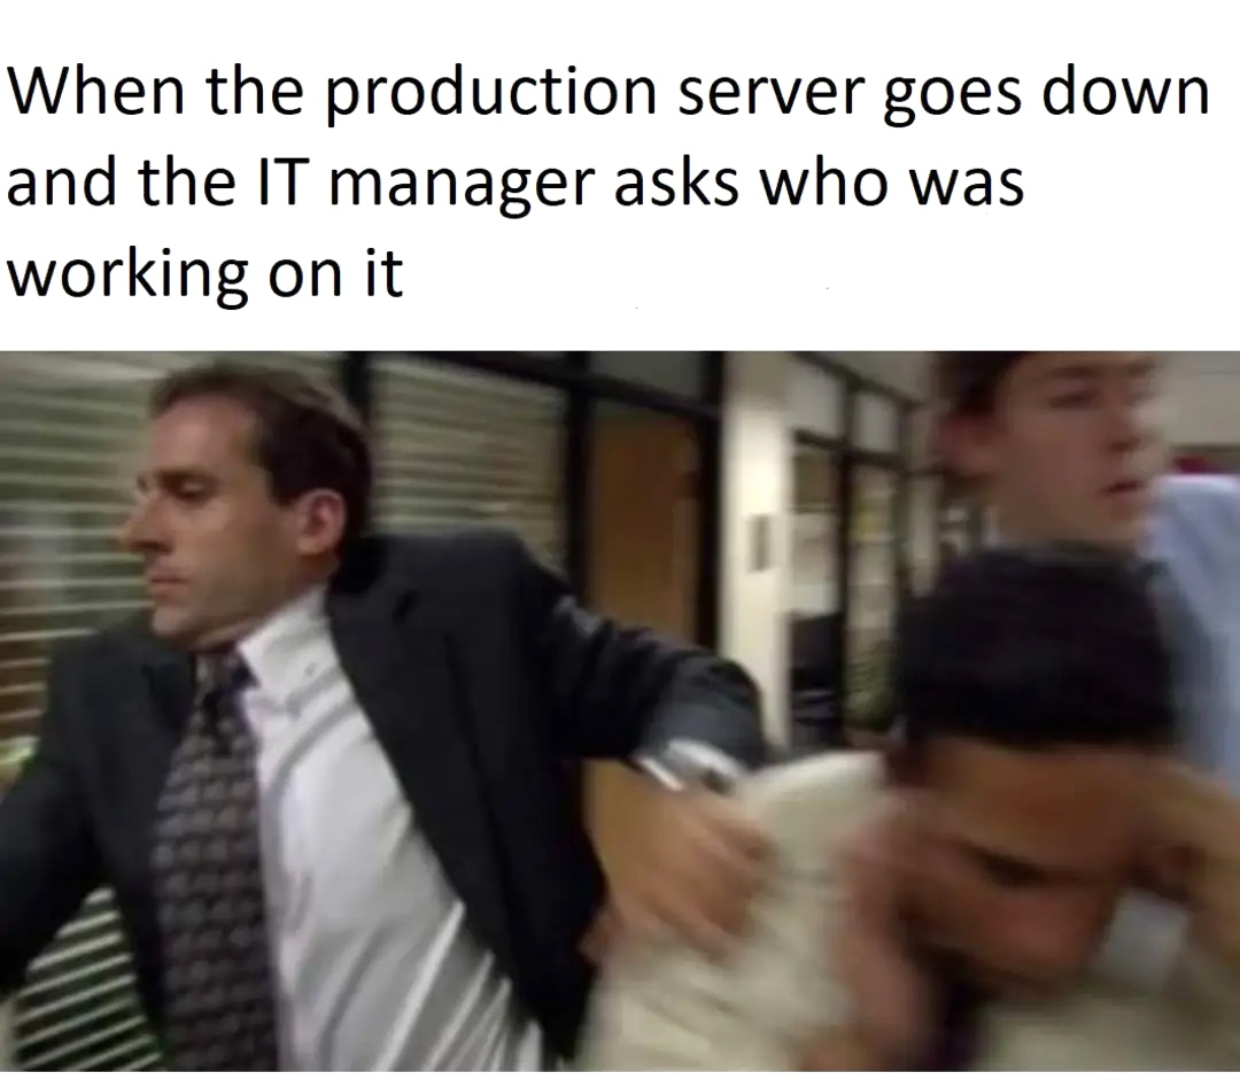 When the production server goes down
and the IT manager asks who was
working on it